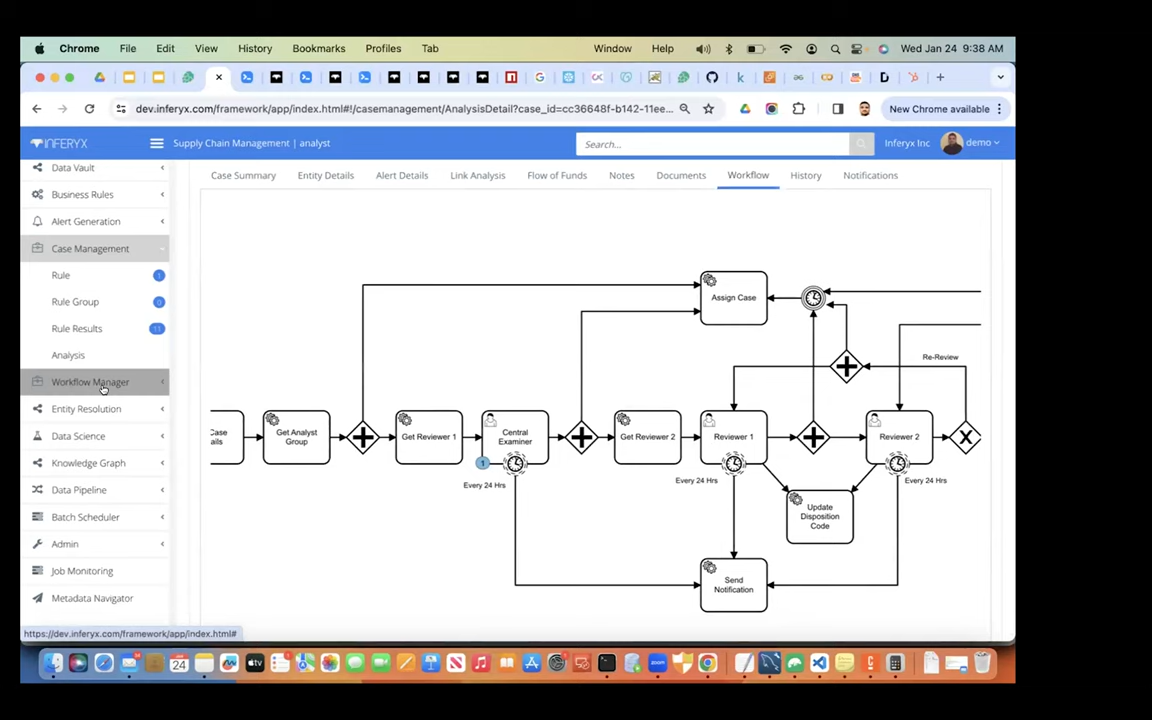 Chrome File Edit View History Bookmarks Profiles Tab Window Help Wed Jan 24 9:38 AM
dev.inferyx.com/framework/app/index.html#!/casemanagement/AnalysisDetail?case_id=cc36648f-b142-11ee... New Chrome available
INFERYX Supply Chain Management | analyst Search... Inferyx Inc demo
Data Vault
Business Rules
Alert Generation
Case Management
Rule 1
Rule Group 0
Rule Results 11
Analysis
Workflow Manager
Entity Resolution
Data Science
Knowledge Graph
Data Pipeline
Batch Scheduler
Admin
Job Monitoring
Metadata Navigator
Case Summary Entity Details Alert Details Link Analysis Flow of Funds Notes Documents Workflow History Notifications
Assign Case
Re-Review
Case
Get Analyst
Group
Get Reviewer 1
Central
Examiner
Get Reviewer 2
Reviewer 1
Reviewer 2
X
1
Every 24 Hrs
Every 24 Hrs
Every 24 Hrs
Update
Disposition
Code
Send
Notification
https://dev.inferyx.com/framework/app/index.html#